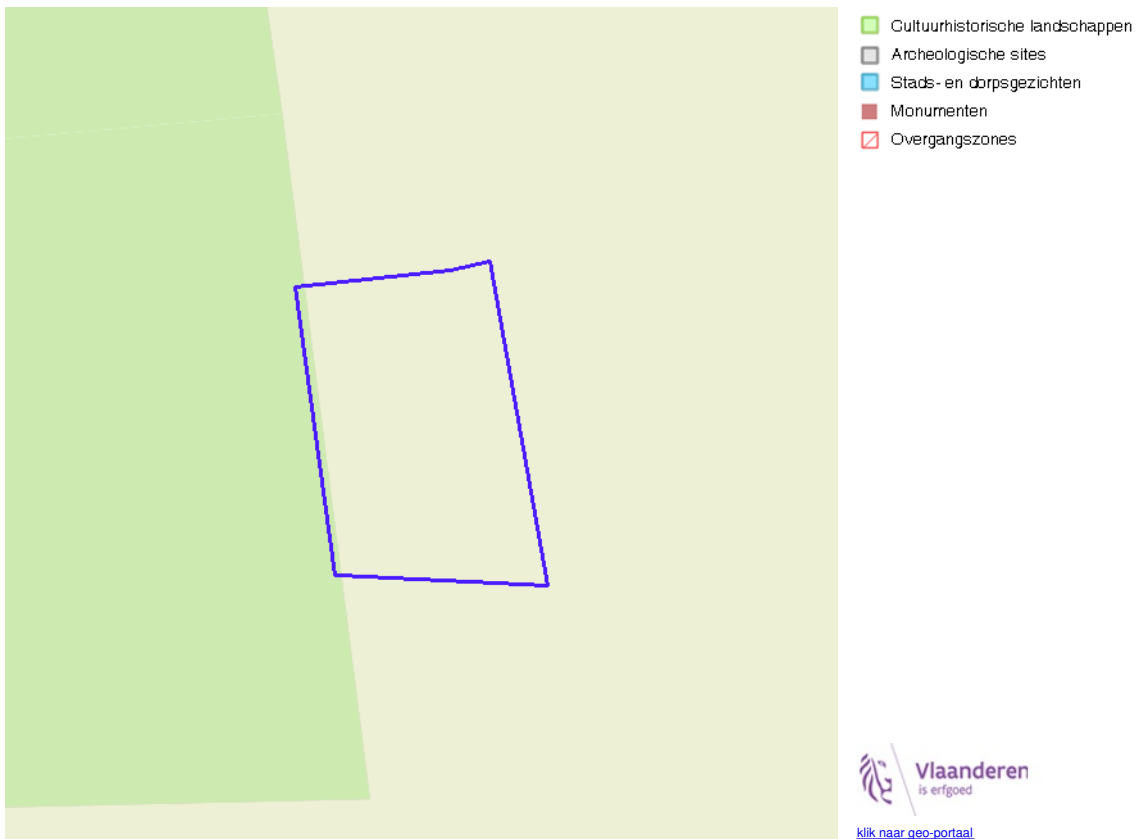 Cultuurhistorische landschappen
Archeologische sites
Stads- en dorpsgezichten
Monumenten
Overgangszones
Vlaanderen
is erfgoed
klik naar geo-portaal